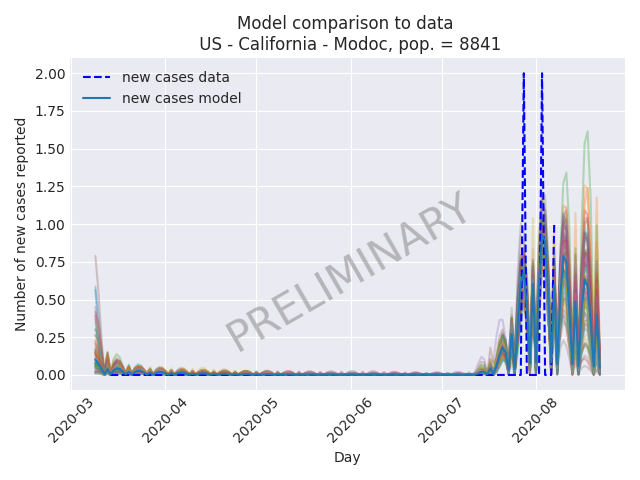 Model comparison to data
US - California - Modoc, pop. = 8841
2.00
1.75
1.50
1.25
1.00
0.75
0.50
0.25
0.00
Number of new cases reported
new cases data
new cases model
PRELIMINARY
2020-03
2020-04
2020-05
2020-06
2020-07
2020-08
Day